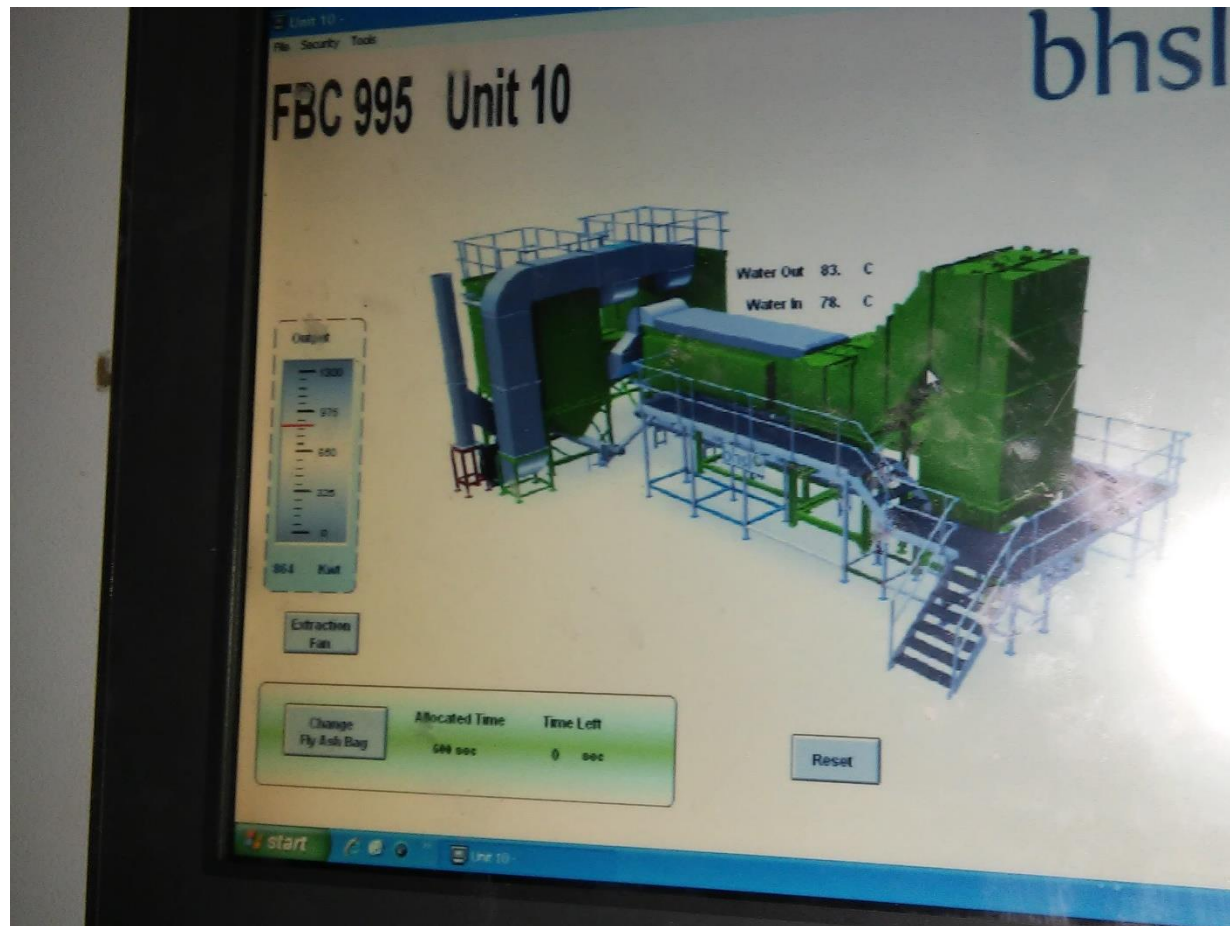 Unit 10 -
File Security Tools
bhsl
FBC 995 Unit 10
Water Out 83. C
Water In 78. C
Output
1300
975
650
325
0
864 Kwt
Extraction
Fan
Change
Fly Ash Bag
Allocated Time
600 sec
Time Left
0 sec
Reset
start
Unit 10 -